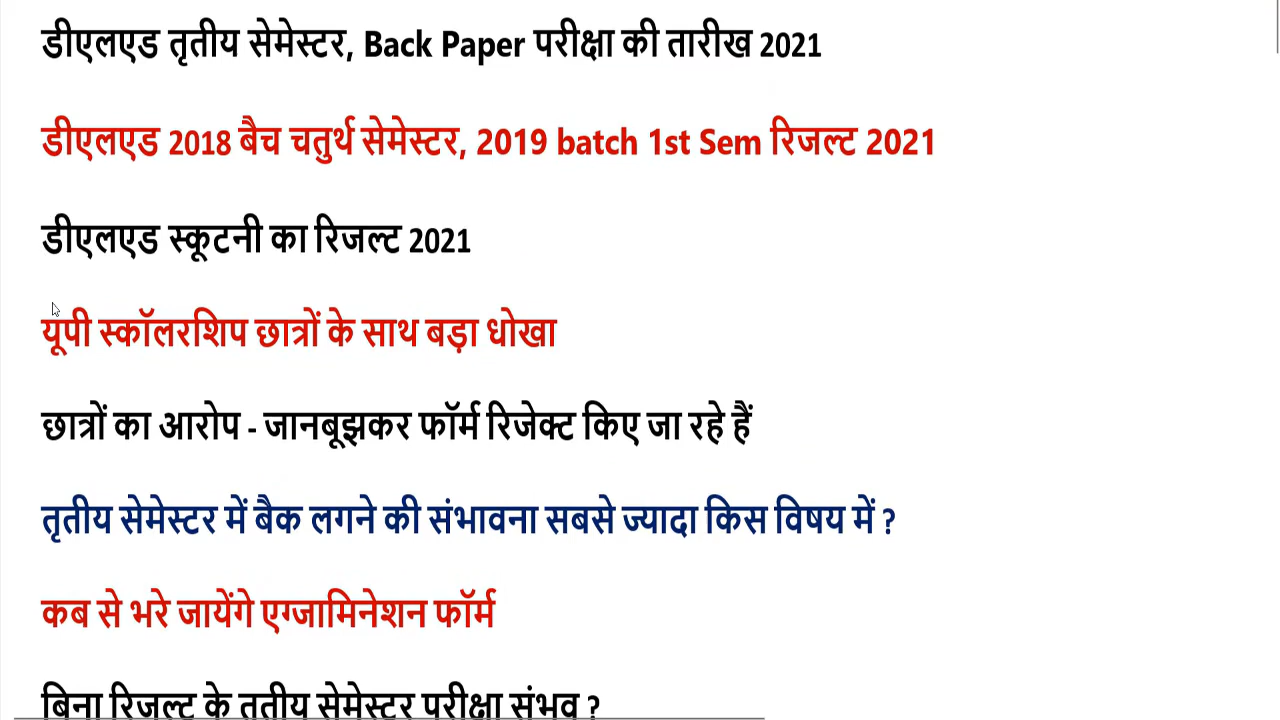 डीएलएड तृतीय सेमेस्टर, Back Paper परीक्षा की तारीख 2021
डीएलएड 2018 बैच चतुर्थ सेमेस्टर, 2019 batch 1st Sem रिजल्ट 2021
डीएलएड स्कूटनी का रिजल्ट 2021
यूपी स्कॉलरशिप छात्रों के साथ बड़ा धोखा
छात्रों का आरोप - जानबूझकर फॉर्म रिजेक्ट किए जा रहे हैं
तृतीय सेमेस्टर में बैक लगने की संभावना सबसे ज्यादा किस विषय में ?
कब से भरे जायेंगे एग्जामिनेशन फॉर्म
बिना रिजल्ट के तृतीय सेमेस्टर परीक्षा संभव ?